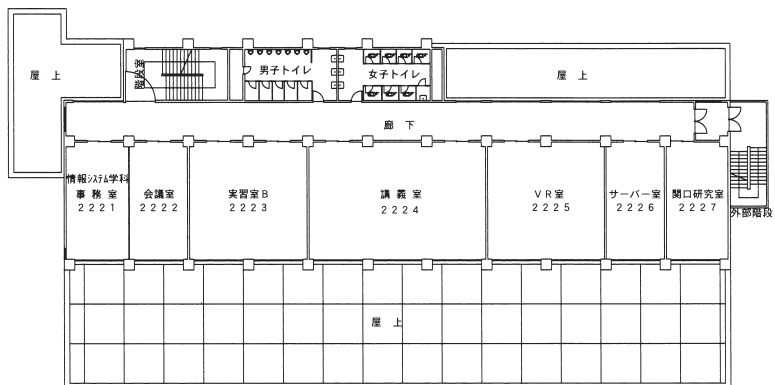 屋上
階段室
男子トイレ
女子トイレ
屋上
廊下
情報システム学科
事務室
2221
会議室
2222
実習室B
2223
講義室
2224
VR室
2225
サーバー室
2226
関口研究室
2227
外部階段
屋上